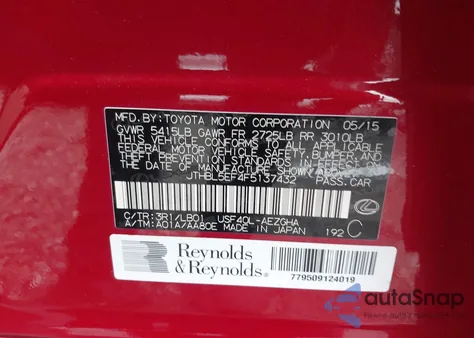 MFD.BY:TOYOTA MOTOR CORPORATION 05/15
GVWR 5415LB GAWR FR 2725LB RR 3010LB
THIS VEHICLE CONFORMS TO ALL APPLICABLE
FEDERAL MOTOR VEHICLE SAFETY, BUMPER, AND
THEFT PREVENTION STANDARDS IN EFFECT ON
THE DATE OF MANUFACTURE SHOWN ABOVE.
JTHBL5EF4F5137432 PASS.CAR
C/TR:3R1/LB01 USF40L-AEZGHA
A/TM:A01A/AA80E MADE IN JAPAN 192 C
Reynolds
& Reynolds
779509124019
autoSnap